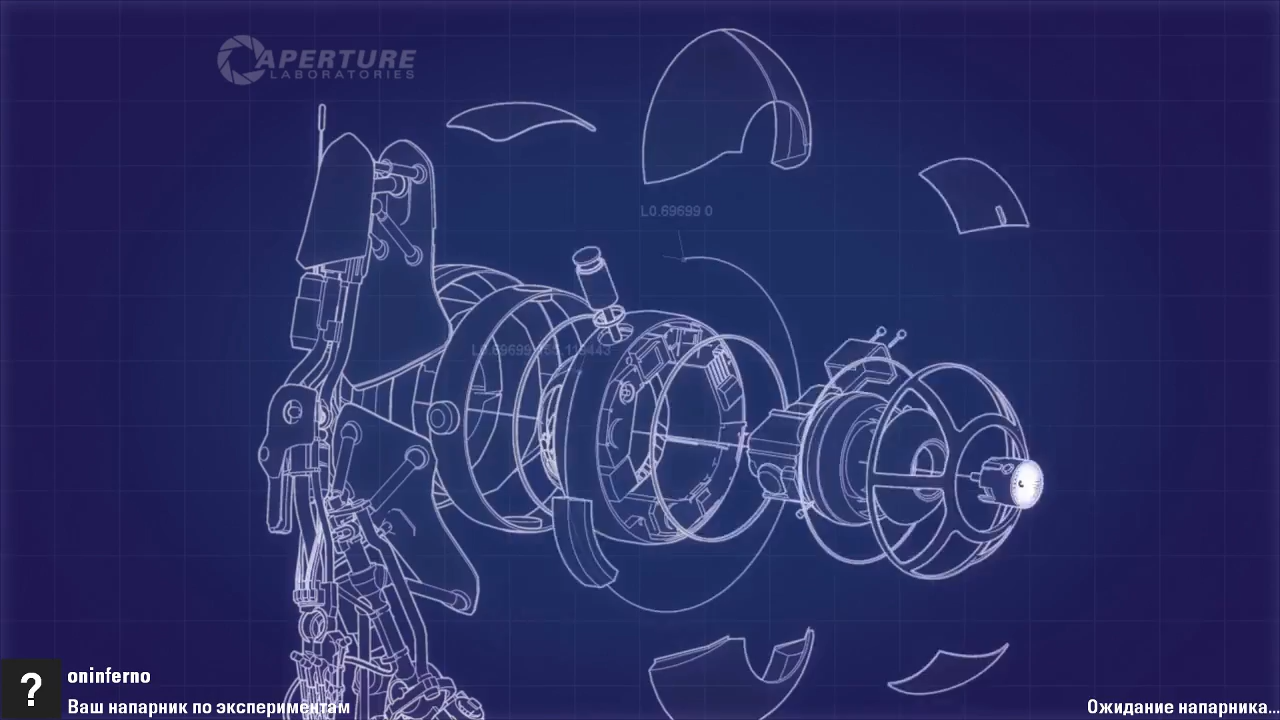 APERTURE
LABORATORIES
L0.69699 0
?
oninferno
Ваш напарник по экспериментам
Ожидание напарника...